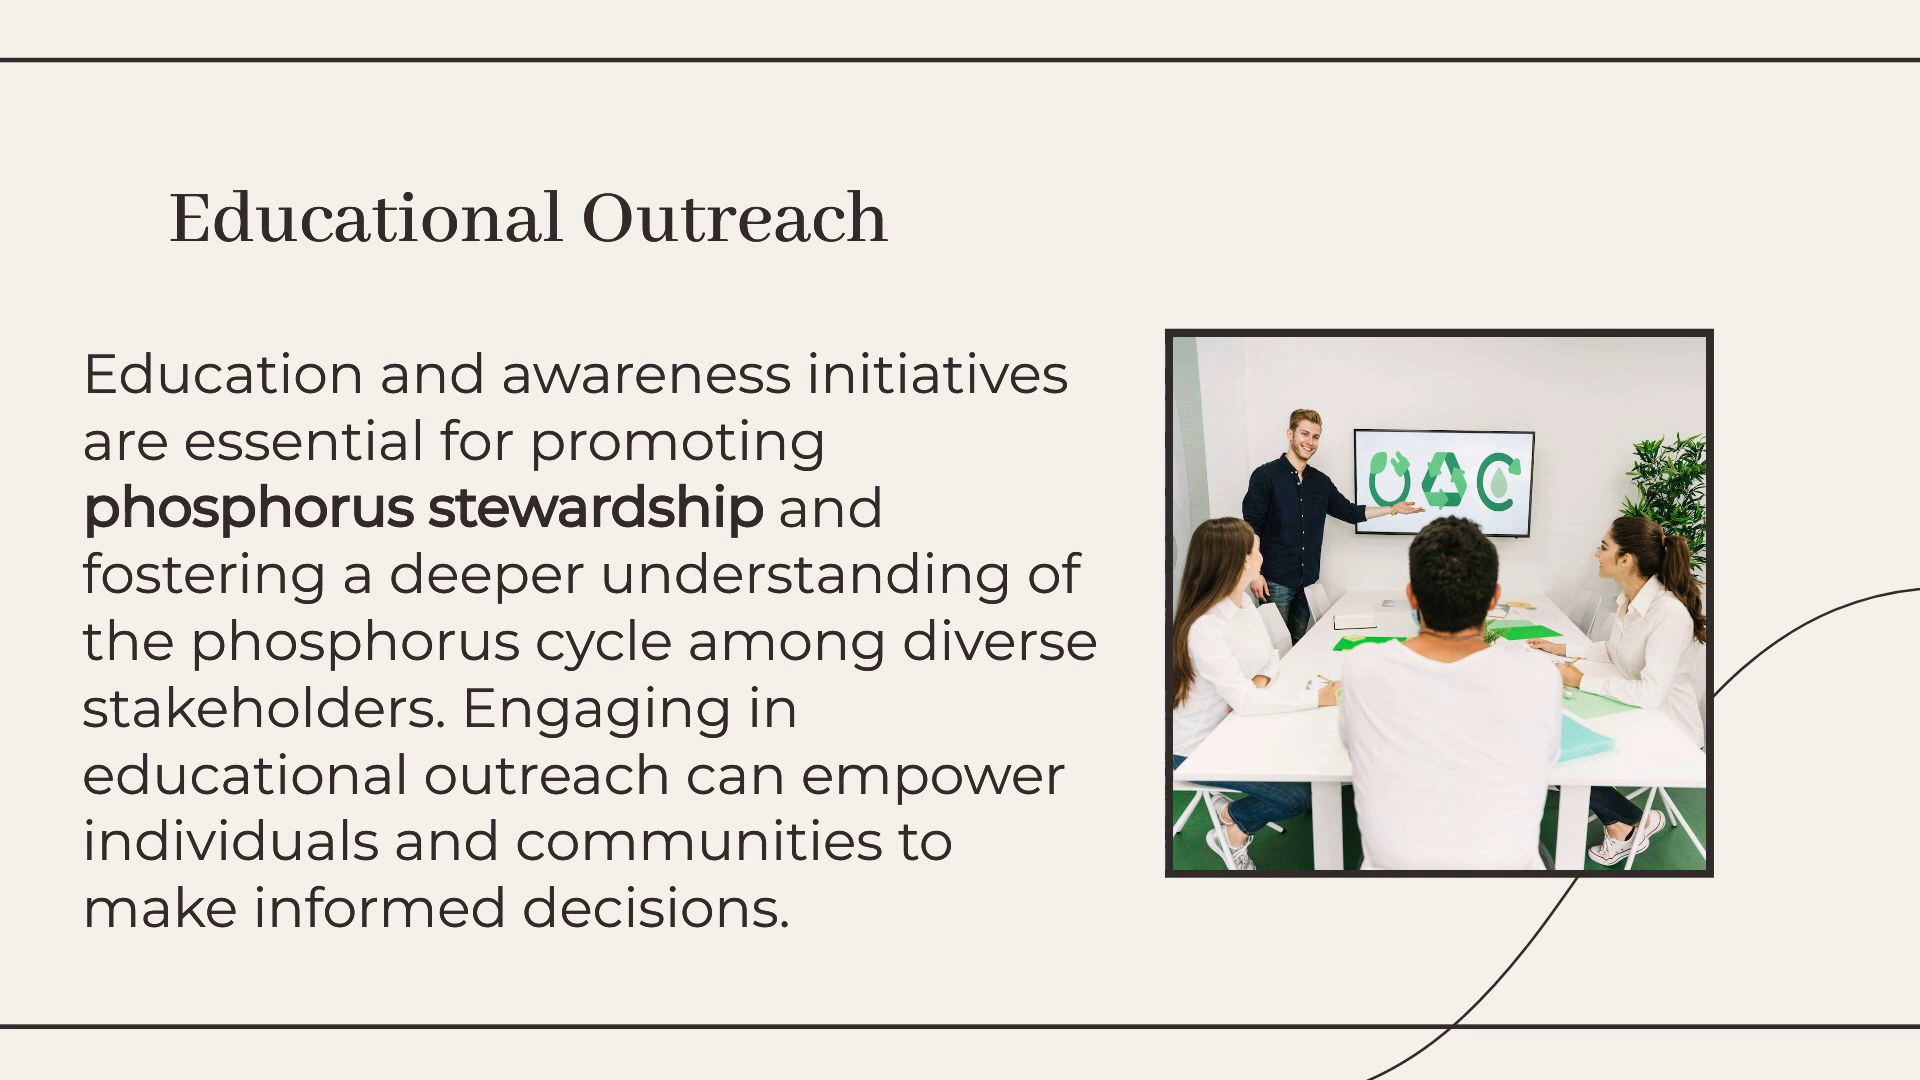 Educational Outreach
Education and awareness initiatives
are essential for promoting
phosphorus stewardship and
fostering a deeper understanding of
the phosphorus cycle among diverse
stakeholders. Engaging in
educational outreach can empower
individuals and communities to
make informed decisions.